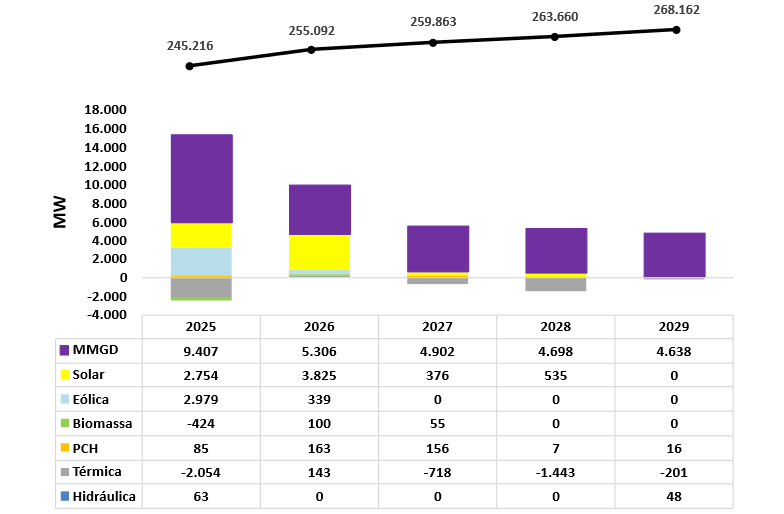 245.216 255.092 259.863 263.660 268.162
18.000
16.000
14.000
12.000
10.000
8.000
6.000
4.000
2.000
0
-2.000
-4.000
MW
2025 2026 2027 2028 2029
MMGD 9.407 5.306 4.902 4.698 4.638
Solar 2.754 3.825 376 535 0
Eólica 2.979 339 0 0 0
Biomassa -424 100 55 0 0
PCH 85 163 156 7 16
Térmica -2.054 143 -718 -1.443 -201
Hidráulica 63 0 0 0 48